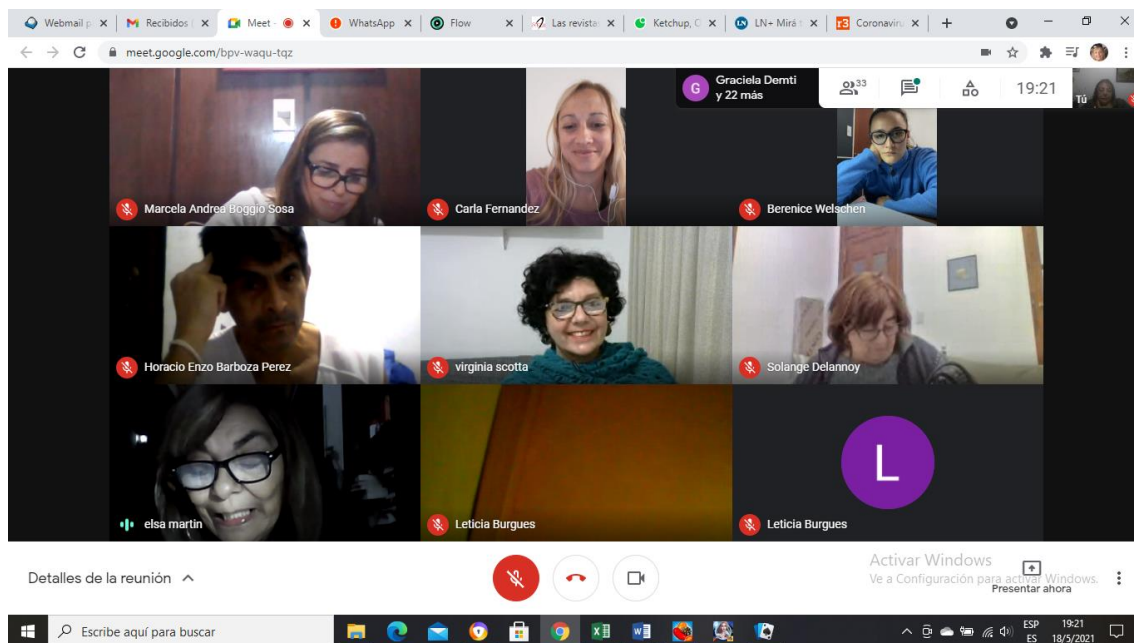 Webmail p
Recibidos
Meet -
WhatsApp
Flow
Las revista
Ketchup, C
LN+ Mirá
Coronavir
meet.google.com/bpv-waqu-tqz
Graciela Demti
y 22 más
33
19:21
Tú
Marcela Andrea Boggio Sosa
Carla Fernandez
Berenice Welschen
Horacio Enzo Barboza Perez
virginia scotta
Solange Delannoy
elsa martin
Leticia Burgues
L
Leticia Burgues
Detalles de la reunión
Activar Windows
Ve a Configuración para activar Windows.
Presentar ahora
Escribe aquí para buscar
ESP
ES
19:21
18/5/2021